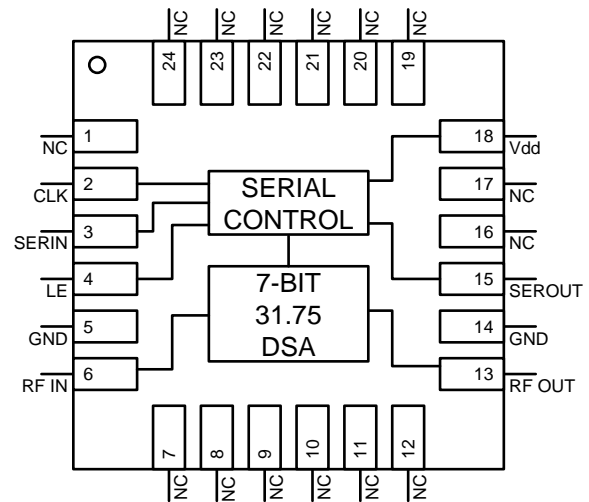 NC NC NC NC NC NC
24 23 22 21 20 19
1 18
NC Vdd
2 SERIAL 17
CLK CONTROL NC
3 16
SERIN NC
4 7-BIT 15
LE 31.75 SEROUT
5 DSA 14
GND GND
6 13
RF IN RF OUT
7 8 9 10 11 12
NC NC NC NC NC NC